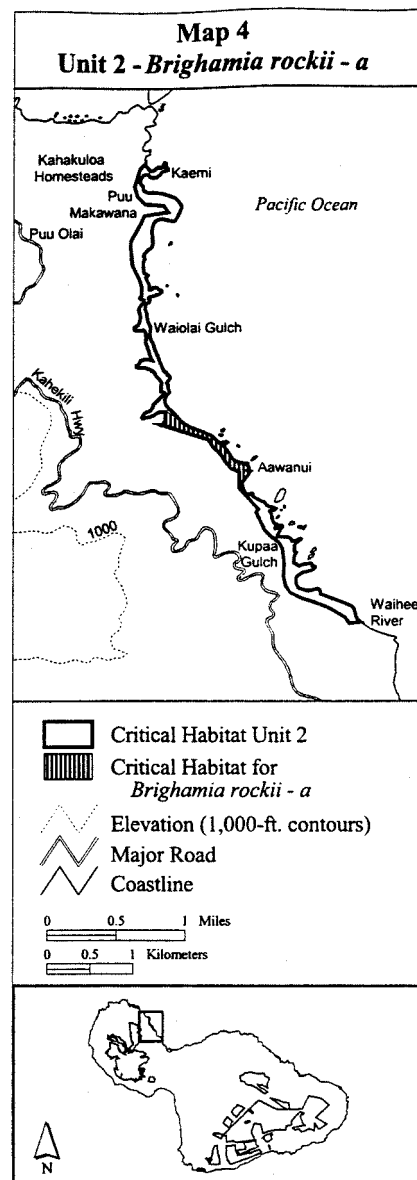 Map 4
Unit 2 - Brighamia rockii - a
Kahakuloa
Homesteads
Kaemi
Puu
Makawana
Pacific Ocean
Puu Olai
Waiolai Gulch
Kahekili Hwy
Aawanui
1000
Kupaa
Gulch
Waihee
River
Critical Habitat Unit 2
Critical Habitat for
Brighamia rockii - a
Elevation (1,000-ft. contours)
Major Road
Coastline
0 0.5 1 Miles
0 0.5 1 Kilometers
N